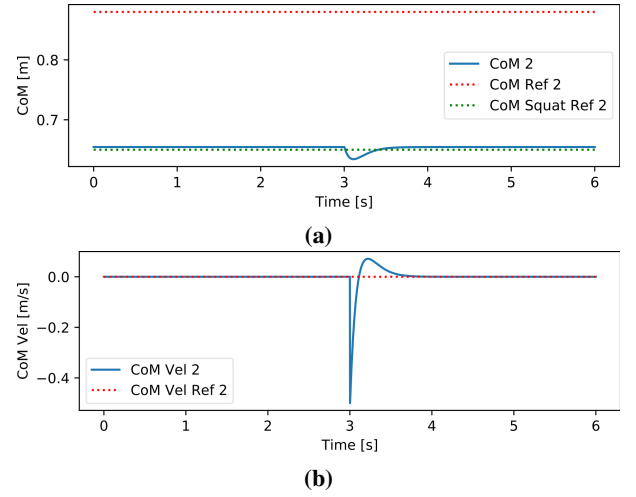 CoM [m]
0.8
0.7
CoM 2
CoM Ref 2
CoM Squat Ref 2
0 1 2 3 4 5 6
Time [s]
(a)
CoM Vel [m/s]
0.0
−0.2
−0.4
CoM Vel 2
CoM Vel Ref 2
0 1 2 3 4 5 6
Time [s]
(b)